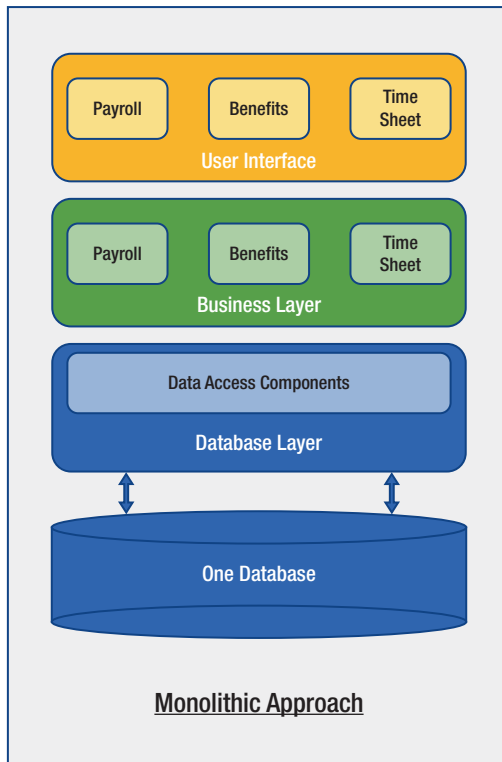 Payroll
Benefits
Time
Sheet
User Interface
Payroll
Benefits
Time
Sheet
Business Layer
Data Access Components
Database Layer
One Database
Monolithic Approach